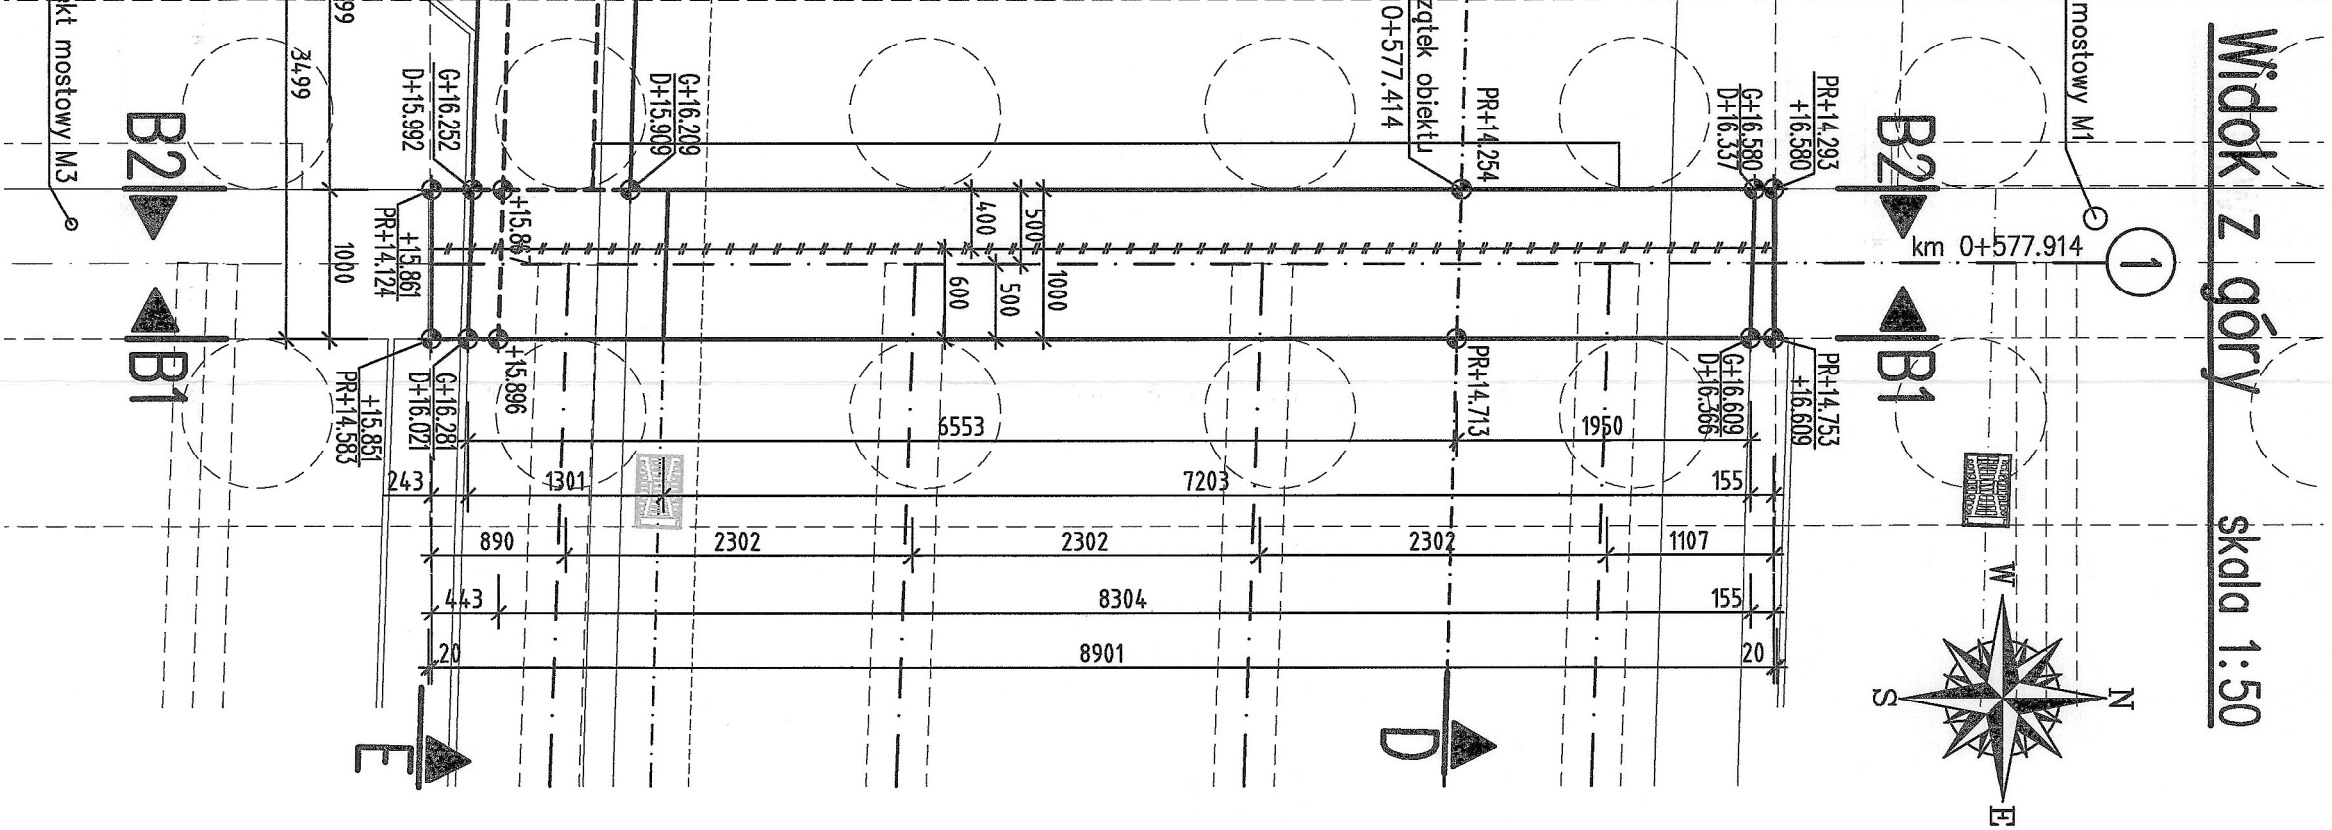 Widok z góry skala 1:50
mostowy M1
kt mostowy M3
99
3499
1000
B2
B2
B1
B1
km 0+577.914
1
ządek obiektu
0+577.414
PR+14.293
+16.580
G+16.580
D+16.337
PR+14.254
G+16.209
D+15.909
G+16.252
D+15.992
+15.867
+15.861
PR+14.124
400
500
600
500
1000
PR+14.753
+16.609
G+16.609
D+16.366
PR+14.713
+15.896
G+16.281
D+16.021
+15.851
PR+14.583
6553
1950
243
1301
7203
155
890
2302
2302
2302
1107
443
8304
155
20
8901
20
E
D
W
N
S
E